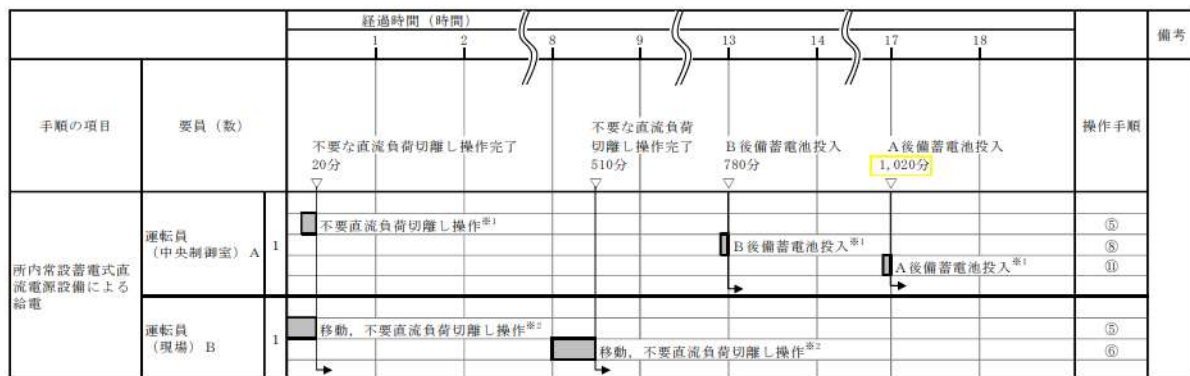 経過時間（時間）
1 2 8 9 13 14 17 18
備考
手順の項目
要員（数）
操作手順
不要な直流負荷切離し操作完了
20分
不要な直流負荷
切離し操作完了
510分
B後備蓄電池投入
780分
A後備蓄電池投入
1,020分
所内常設蓄電式直
流電源設備による
給電
運転員
（中央制御室）A
1
不要直流負荷切離し操作※1
⑤
B後備蓄電池投入※1
⑧
A後備蓄電池投入※1
⑪
運転員
（現場）B
1
移動，不要直流負荷切離し操作※2
⑤
移動，不要直流負荷切離し操作※2
⑥